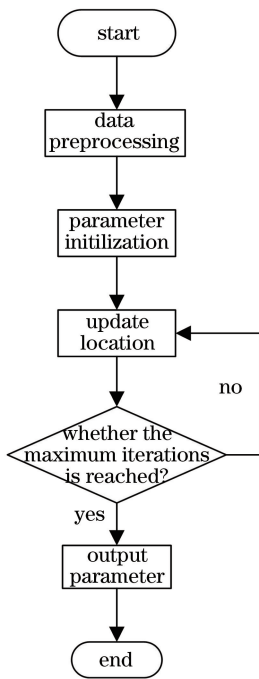 start
data
preprocessing
parameter
initilization
update
location
no
whether the
maximum iterations
is reached?
yes
output
parameter
end